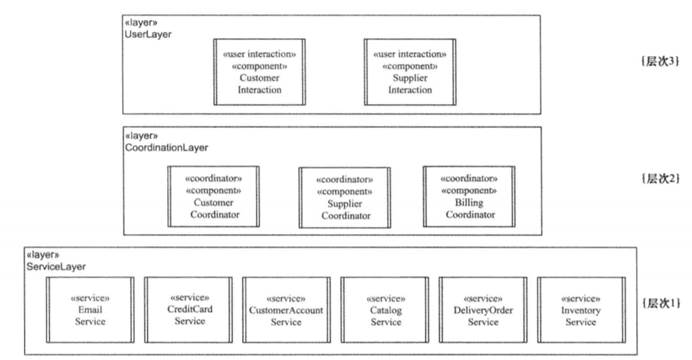 «layer»
UserLayer
«user interaction»
«component»
Customer
Interaction
«user interaction»
«component»
Supplier
Interaction
{层次3}
«layer»
CoordinationLayer
«coordinator»
«component»
Customer
Coordinator
«coordinator»
«component»
Supplier
Coordinator
«coordinator»
«component»
Billing
Coordinator
{层次2}
«layer»
ServiceLayer
«service»
Email
Service
«service»
CreditCard
Service
«service»
CustomerAccount
Service
«service»
Catalog
Service
«service»
DeliveryOrder
Service
«service»
Inventory
Service
{层次1}